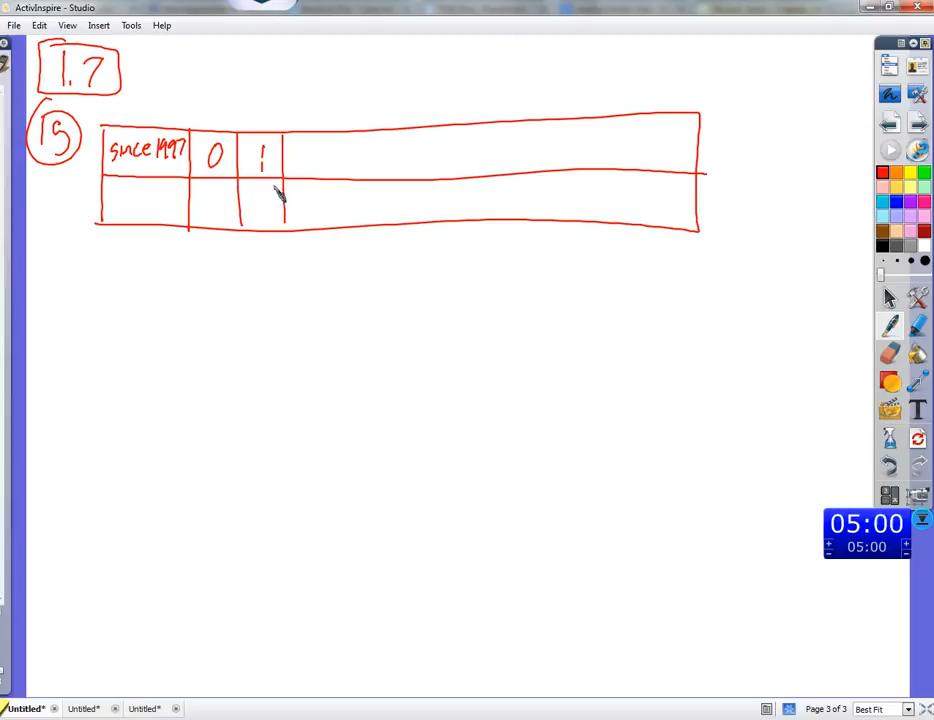 ActivInspire - Studio
File Edit View Insert Tools Help
1.7
15
since 1997 0 1
05:00
05:00
Untitled* Untitled* Untitled*
Page 3 of 3 Best Fit